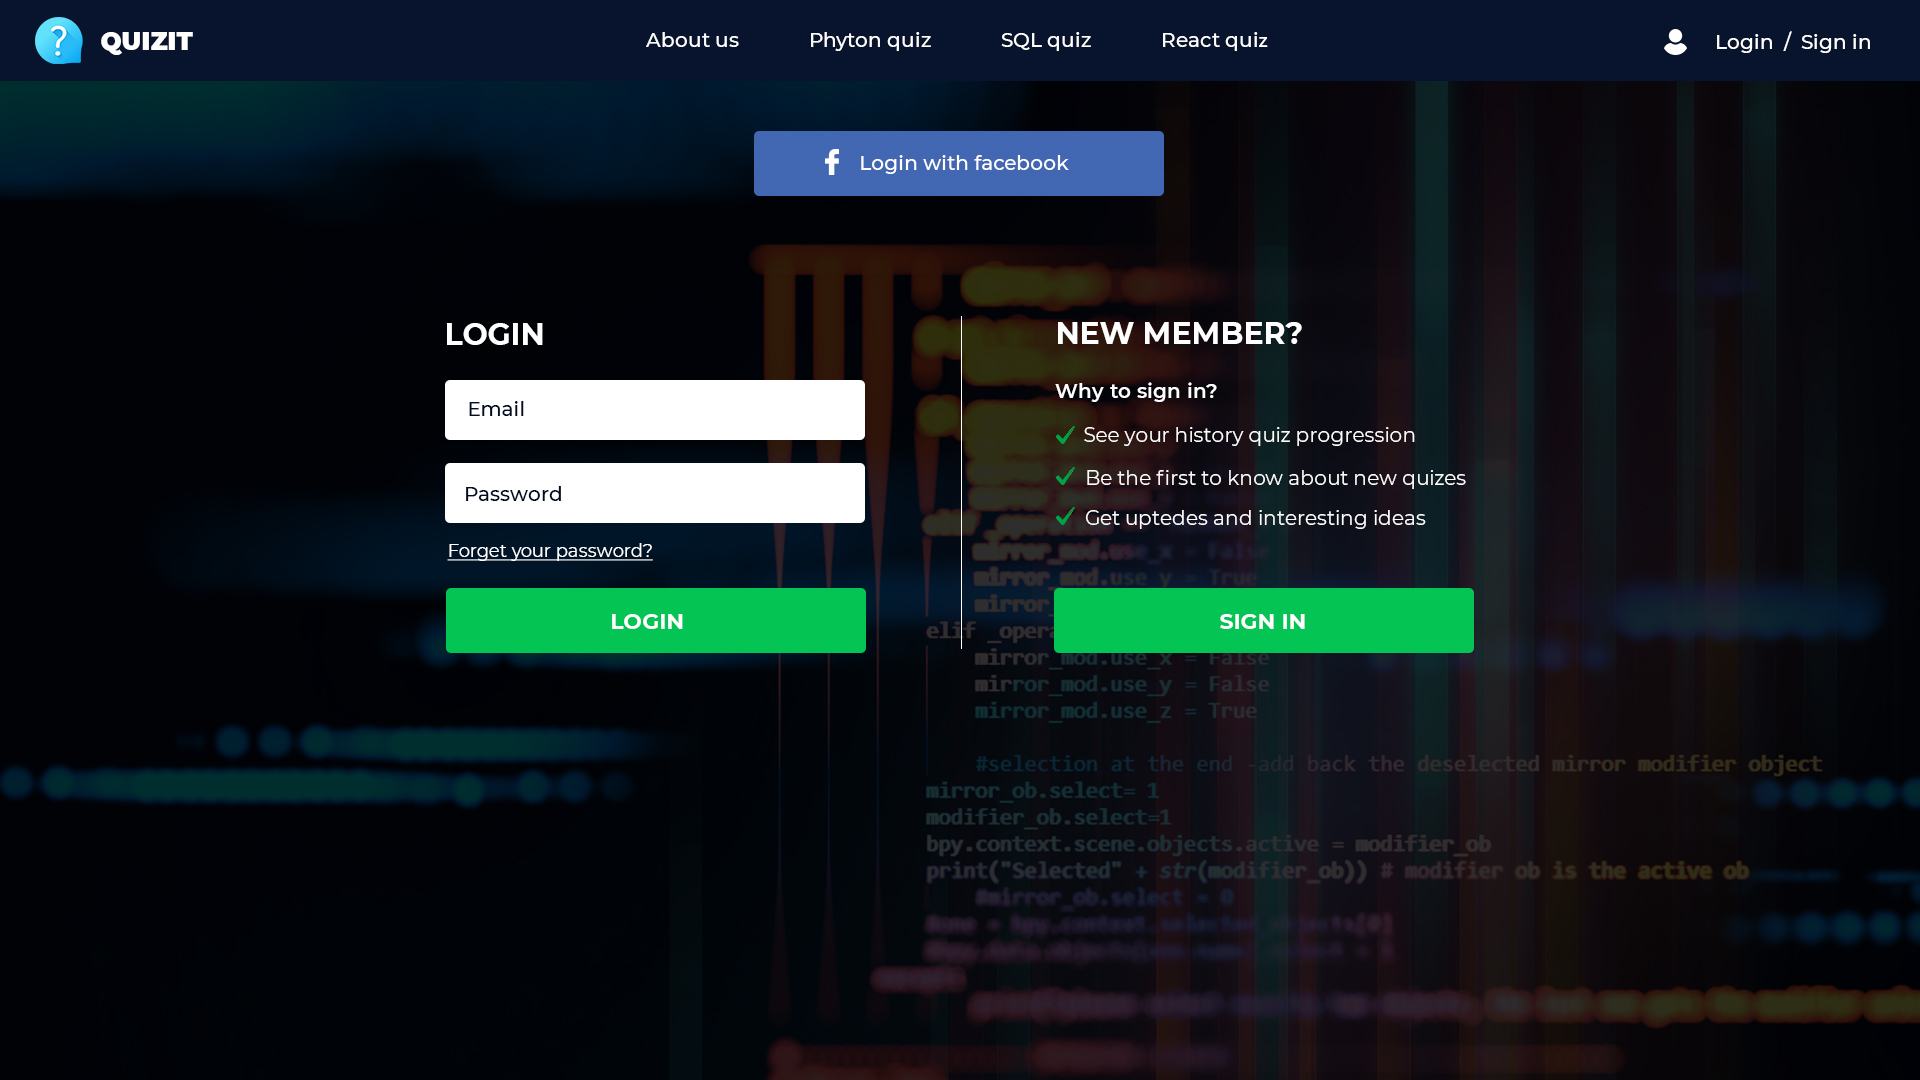 QUIZIT
About us
Phyton quiz
SQL quiz
React quiz
Login / Sign in
Login with facebook
LOGIN
Email
Password
Forget your password?
LOGIN
NEW MEMBER?
Why to sign in?
See your history quiz progression
Be the first to know about new quizes
Get uptedes and interesting ideas
SIGN IN
mirror_mod.use_x = False
mirror_mod.use_y = True
mirror_
elif _opera
mirror_mod.use_x = False
mirror_mod.use_y = False
mirror_mod.use_z = True
#selection at the end -add back the deselected mirror modifier object
mirror_ob.select= 1
modifier_ob.select=1
bpy.context.scene.objects.active = modifier_ob
print("Selected" + str(modifier_ob)) # modifier ob is the active ob
#mirror_ob.select = 0